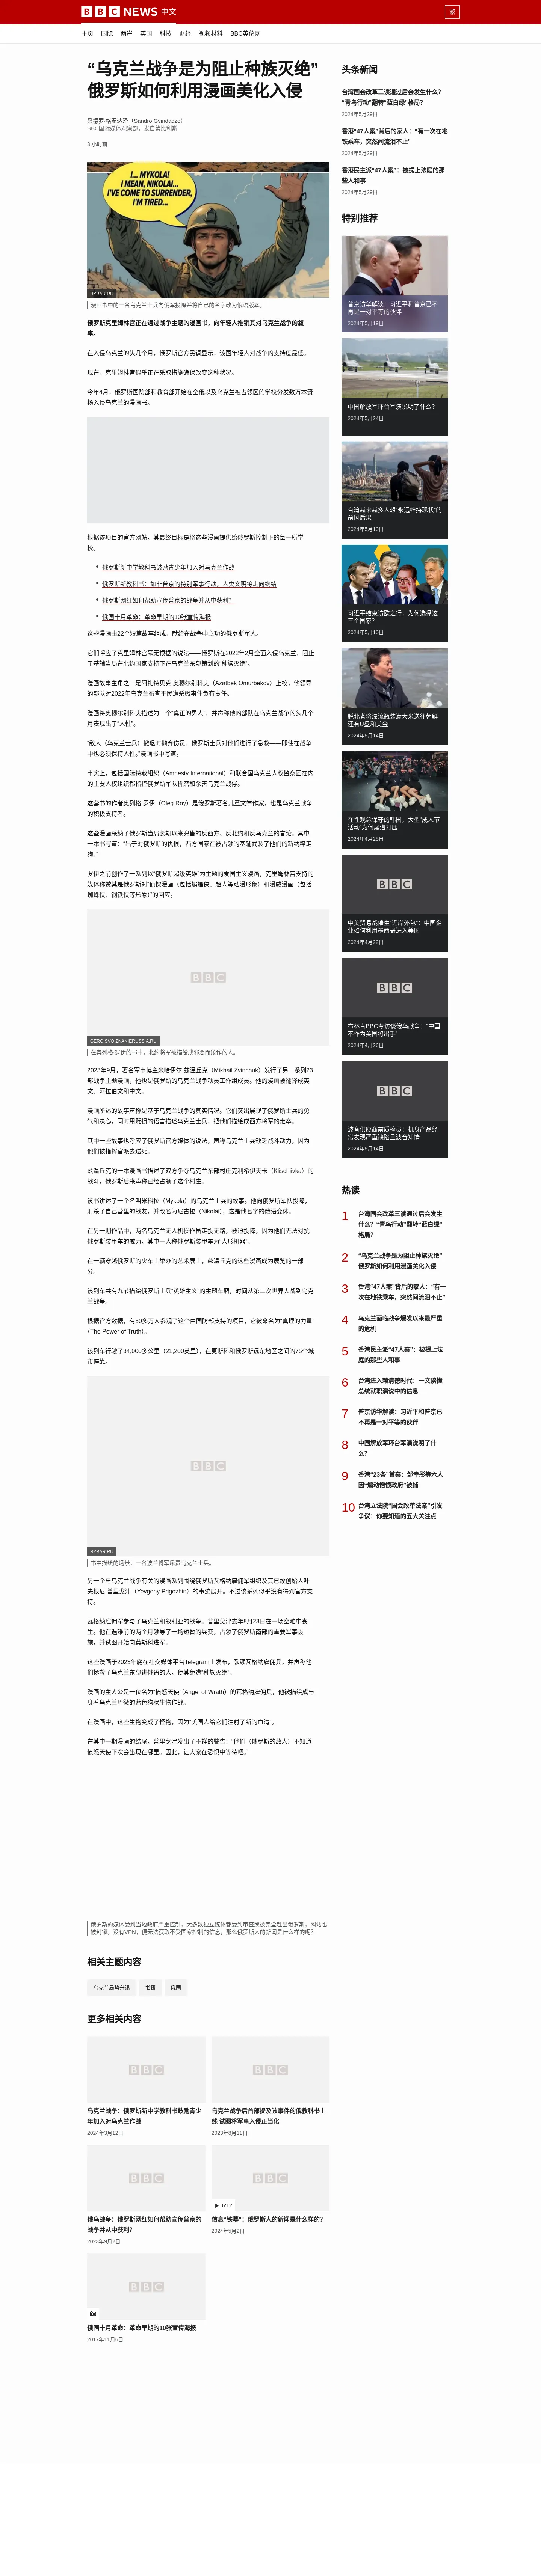 BBC NEWS 中文
繁
主页 国际 两岸 英国 科技 财经 视频材料 BBC英伦网
“乌克兰战争是为阻止种族灭绝”
俄罗斯如何利用漫画美化入侵
桑德罗·格温达泽（Sandro Gvindadze）
BBC国际媒体观察部，发自第比利斯
3 小时前
I... MYKOLA!
I MEAN, NIKOLAI...
I'VE COME TO SURRENDER,
I'M TIRED...
RYBAR.RU
漫画书中的一名乌克兰士兵向俄军投降并将自己的名字改为俄语版本。
俄罗斯克里姆林宫正在通过战争主题的漫画书，向年轻人推销其对乌克兰战争的叙
事。
在入侵乌克兰的头几个月，俄罗斯官方民调显示，该国年轻人对战争的支持度最低。
现在，克里姆林宫似乎正在采取措施确保改变这种状况。
今年4月，俄罗斯国防部和教育部开始在全俄以及乌克兰被占领区的学校分发数万本赞
扬入侵乌克兰的漫画书。
根据该项目的官方网站，其最终目标是将这些漫画提供给俄罗斯控制下的每一所学
校。
俄罗斯新中学教科书鼓励青少年加入对乌克兰作战
俄罗斯新教科书：如非普京的特别军事行动，人类文明将走向终结
俄罗斯网红如何帮助宣传普京的战争并从中获利？
俄国十月革命：革命早期的10张宣传海报
这些漫画由22个短篇故事组成，献给在战争中立功的俄罗斯军人。
它们呼应了克里姆林宫毫无根据的说法——俄罗斯在2022年2月全面入侵乌克兰，阻止
了基辅当局在北约国家支持下在乌克兰东部策划的“种族灭绝”。
漫画故事主角之一是阿扎特贝克·奥穆尔别科夫（Azatbek Omurbekov）上校，他领导
的部队对2022年乌克兰布查平民遭杀戮事件负有责任。
漫画将奥穆尔别科夫描述为一个“真正的男人”，并声称他的部队在乌克兰战争的头几个
月表现出了“人性”。
“敌人（乌克兰士兵）撤退时抛弃伤员。俄罗斯士兵对他们进行了急救——即使在战争
中也必须保持人性。”漫画书中写道。
事实上，包括国际特赦组织（Amnesty International）和联合国乌克兰人权监察团在内
的主要人权组织都指控俄罗斯军队折磨和杀害乌克兰战俘。
这套书的作者奥列格·罗伊（Oleg Roy）是俄罗斯著名儿童文学作家，也是乌克兰战争
的积极支持者。
这些漫画采纳了俄罗斯当局长期以来兜售的反西方、反北约和反乌克兰的言论。其中
一本书写道：“出于对俄罗斯的仇恨，西方国家在被占领的基辅武装了他们的新纳粹走
狗。”
罗伊之前创作了一系列以“俄罗斯超级英雄”为主题的爱国主义漫画，克里姆林宫支持的
媒体称赞其是俄罗斯对“侦探漫画（包括蝙蝠侠、超人等动漫形象）和漫威漫画（包括
蜘蛛侠、钢铁侠等形象）”的回应。
BBC
GEROISVO.ZNANIERUSSIA.RU
在奥列格·罗伊的书中，北约将军被描绘成邪恶而狡诈的人。
2023年9月，著名军事博主米哈伊尔·兹温丘克（Mikhail Zvinchuk）发行了另一系列23
部战争主题漫画，他也是俄罗斯的乌克兰战争动员工作组成员。他的漫画被翻译成英
文、阿拉伯文和中文。
漫画所述的故事声称是基于乌克兰战争的真实情况。它们突出展现了俄罗斯士兵的勇
气和决心，同时用贬损的语言描述乌克兰士兵，把他们描绘成西方将军的走卒。
其中一些故事也呼应了俄罗斯官方媒体的说法，声称乌克兰士兵缺乏战斗动力，因为
他们被指挥官派去送死。
兹温丘克的一本漫画书描述了双方争夺乌克兰东部村庄克利希伊夫卡（Klischiivka）的
战斗，俄罗斯后来声称已经占领了这个村庄。
该书讲述了一个名叫米科拉（Mykola）的乌克兰士兵的故事。他向俄罗斯军队投降，
射杀了自己营里的战友，并改名为尼古拉（Nikolai），这是他名字的俄语变体。
在另一期作品中，两名乌克兰无人机操作员走投无路，被迫投降，因为他们无法对抗
俄罗斯装甲车的威力，其中一人称俄罗斯装甲车为“人形机器”。
在一辆穿越俄罗斯的火车上举办的艺术展上，兹温丘克的这些漫画成为展览的一部
分。
该列车共有九节描绘俄罗斯士兵“英雄主义”的主题车厢，时间从第二次世界大战到乌克
兰战争。
根据官方数据，有50多万人参观了这个由国防部支持的项目，它被命名为“真理的力量”
（The Power of Truth）。
该列车行驶了34,000多公里（21,200英里），在莫斯科和俄罗斯远东地区之间的75个城
市停靠。
BBC
RYBAR.RU
书中描绘的场景：一名波兰将军斥责乌克兰士兵。
另一个与乌克兰战争有关的漫画系列围绕俄罗斯瓦格纳雇佣军组织及其已故创始人叶
夫根尼·普里戈津（Yevgeny Prigozhin）的事迹展开。不过该系列似乎没有得到官方支
持。
瓦格纳雇佣军参与了乌克兰和叙利亚的战争。普里戈津去年8月23日在一场空难中丧
生。他在遇难前的两个月领导了一场短暂的兵变，占领了俄罗斯南部的重要军事设
施，并试图开始向莫斯科进军。
这些漫画于2023年底在社交媒体平台Telegram上发布，歌颂瓦格纳雇佣兵，并声称他
们拯救了乌克兰东部讲俄语的人，使其免遭“种族灭绝”。
漫画的主人公是一位名为“愤怒天使”（Angel of Wrath）的瓦格纳雇佣兵，他被描绘成与
身着乌克兰盾徽的蓝色狗状生物作战。
在漫画中，这些生物变成了怪物，因为“美国人给它们注射了新的血清”。
在其中一期漫画的结尾，普里戈津发出了不祥的警告：“他们（俄罗斯的敌人）不知道
愤怒天使下次会出现在哪里。因此，让大家在恐惧中等待吧。”
俄罗斯的媒体受到当地政府严重控制，大多数独立媒体都受到审查或被完全赶出俄罗斯，网站也
被封锁。没有VPN，便无法获取不受国家控制的信息，那么俄罗斯人的新闻是什么样的呢？
相关主题内容
乌克兰局势升温 书籍 俄国
更多相关内容
BBC
BBC
乌克兰战争：俄罗斯新中学教科书鼓励青少
年加入对乌克兰作战
2024年3月12日
乌克兰战争后首部提及该事件的俄教科书上
线 试图将军事入侵正当化
2023年8月11日
BBC
BBC
6:12
俄乌战争：俄罗斯网红如何帮助宣传普京的
战争并从中获利？
2023年9月2日
信息“铁幕”：俄罗斯人的新闻是什么样的？
2024年5月2日
BBC
俄国十月革命：革命早期的10张宣传海报
2017年11月6日
头条新闻
台湾国会改革三读通过后会发生什么？
“青鸟行动”翻转“蓝白绿”格局？
2024年5月29日
香港“47人案”背后的家人：“有一次在地
铁乘车，突然间流泪不止”
2024年5月29日
香港民主派“47人案”：被提上法庭的那
些人和事
2024年5月29日
特别推荐
普京访华解读：习近平和普京已不
再是一对平等的伙伴
2024年5月19日
中国解放军环台军演说明了什么？
2024年5月24日
台湾越来越多人想“永远维持现状”的
前因后果
2024年5月10日
习近平结束访欧之行，为何选择这
三个国家？
2024年5月10日
脱北者将漂流瓶装满大米送往朝鲜
还有U盘和美金
2024年5月14日
在性观念保守的韩国，大型“成人节
活动”为何屡遭打压
2024年4月25日
BBC
中美贸易战催生“近岸外包”：中国企
业如何利用墨西哥进入美国
2024年4月22日
BBC
布林肯BBC专访谈俄乌战争：“中国
不作为美国将出手”
2024年4月26日
BBC
波音供应商前质检员：机身产品经
常发现严重缺陷且波音知情
2024年5月14日
热读
1 台湾国会改革三读通过后会发生
什么？“青鸟行动”翻转“蓝白绿”
格局？
2 “乌克兰战争是为阻止种族灭绝”
俄罗斯如何利用漫画美化入侵
3 香港“47人案”背后的家人：“有一
次在地铁乘车，突然间流泪不止”
4 乌克兰面临战争爆发以来最严重
的危机
5 香港民主派“47人案”：被提上法
庭的那些人和事
6 台湾进入赖清德时代：一文读懂
总统就职演说中的信息
7 普京访华解读：习近平和普京已
不再是一对平等的伙伴
8 中国解放军环台军演说明了什
么？
9 香港“23条”首案：邹幸彤等六人
因“煽动憎恨政府”被捕
10 台湾立法院“国会改革法案”引发
争议：你要知道的五大关注点